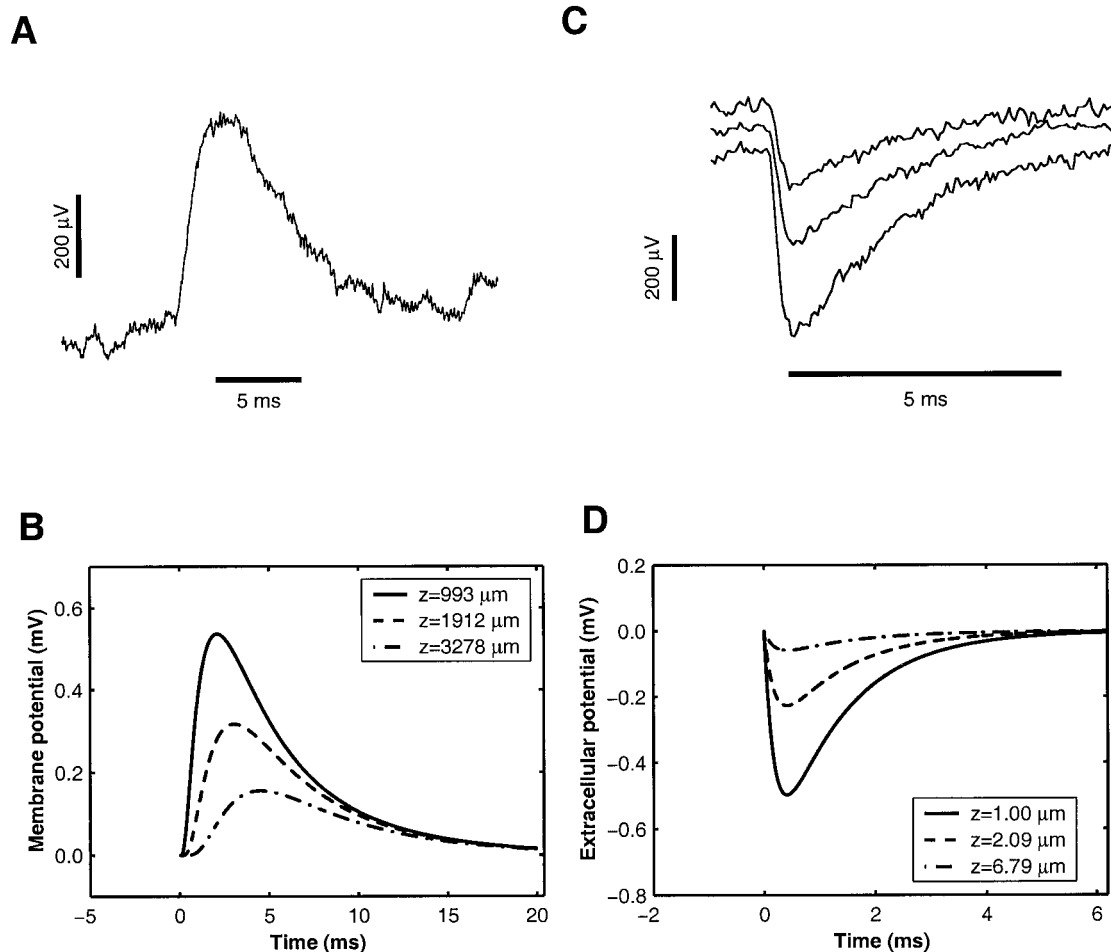 A
200 μV
5 ms
C
200 μV
5 ms
B
Membrane potential (mV)
0.6
0.4
0.2
0.0
z=993 μm
z=1912 μm
z=3278 μm
−5
0
5
10
15
20
Time (ms)
D
Extracellular potential (mV)
0.2
0.0
−0.2
−0.4
−0.6
−0.8
z=1.00 μm
z=2.09 μm
z=6.79 μm
−2
0
2
4
6
Time (ms)